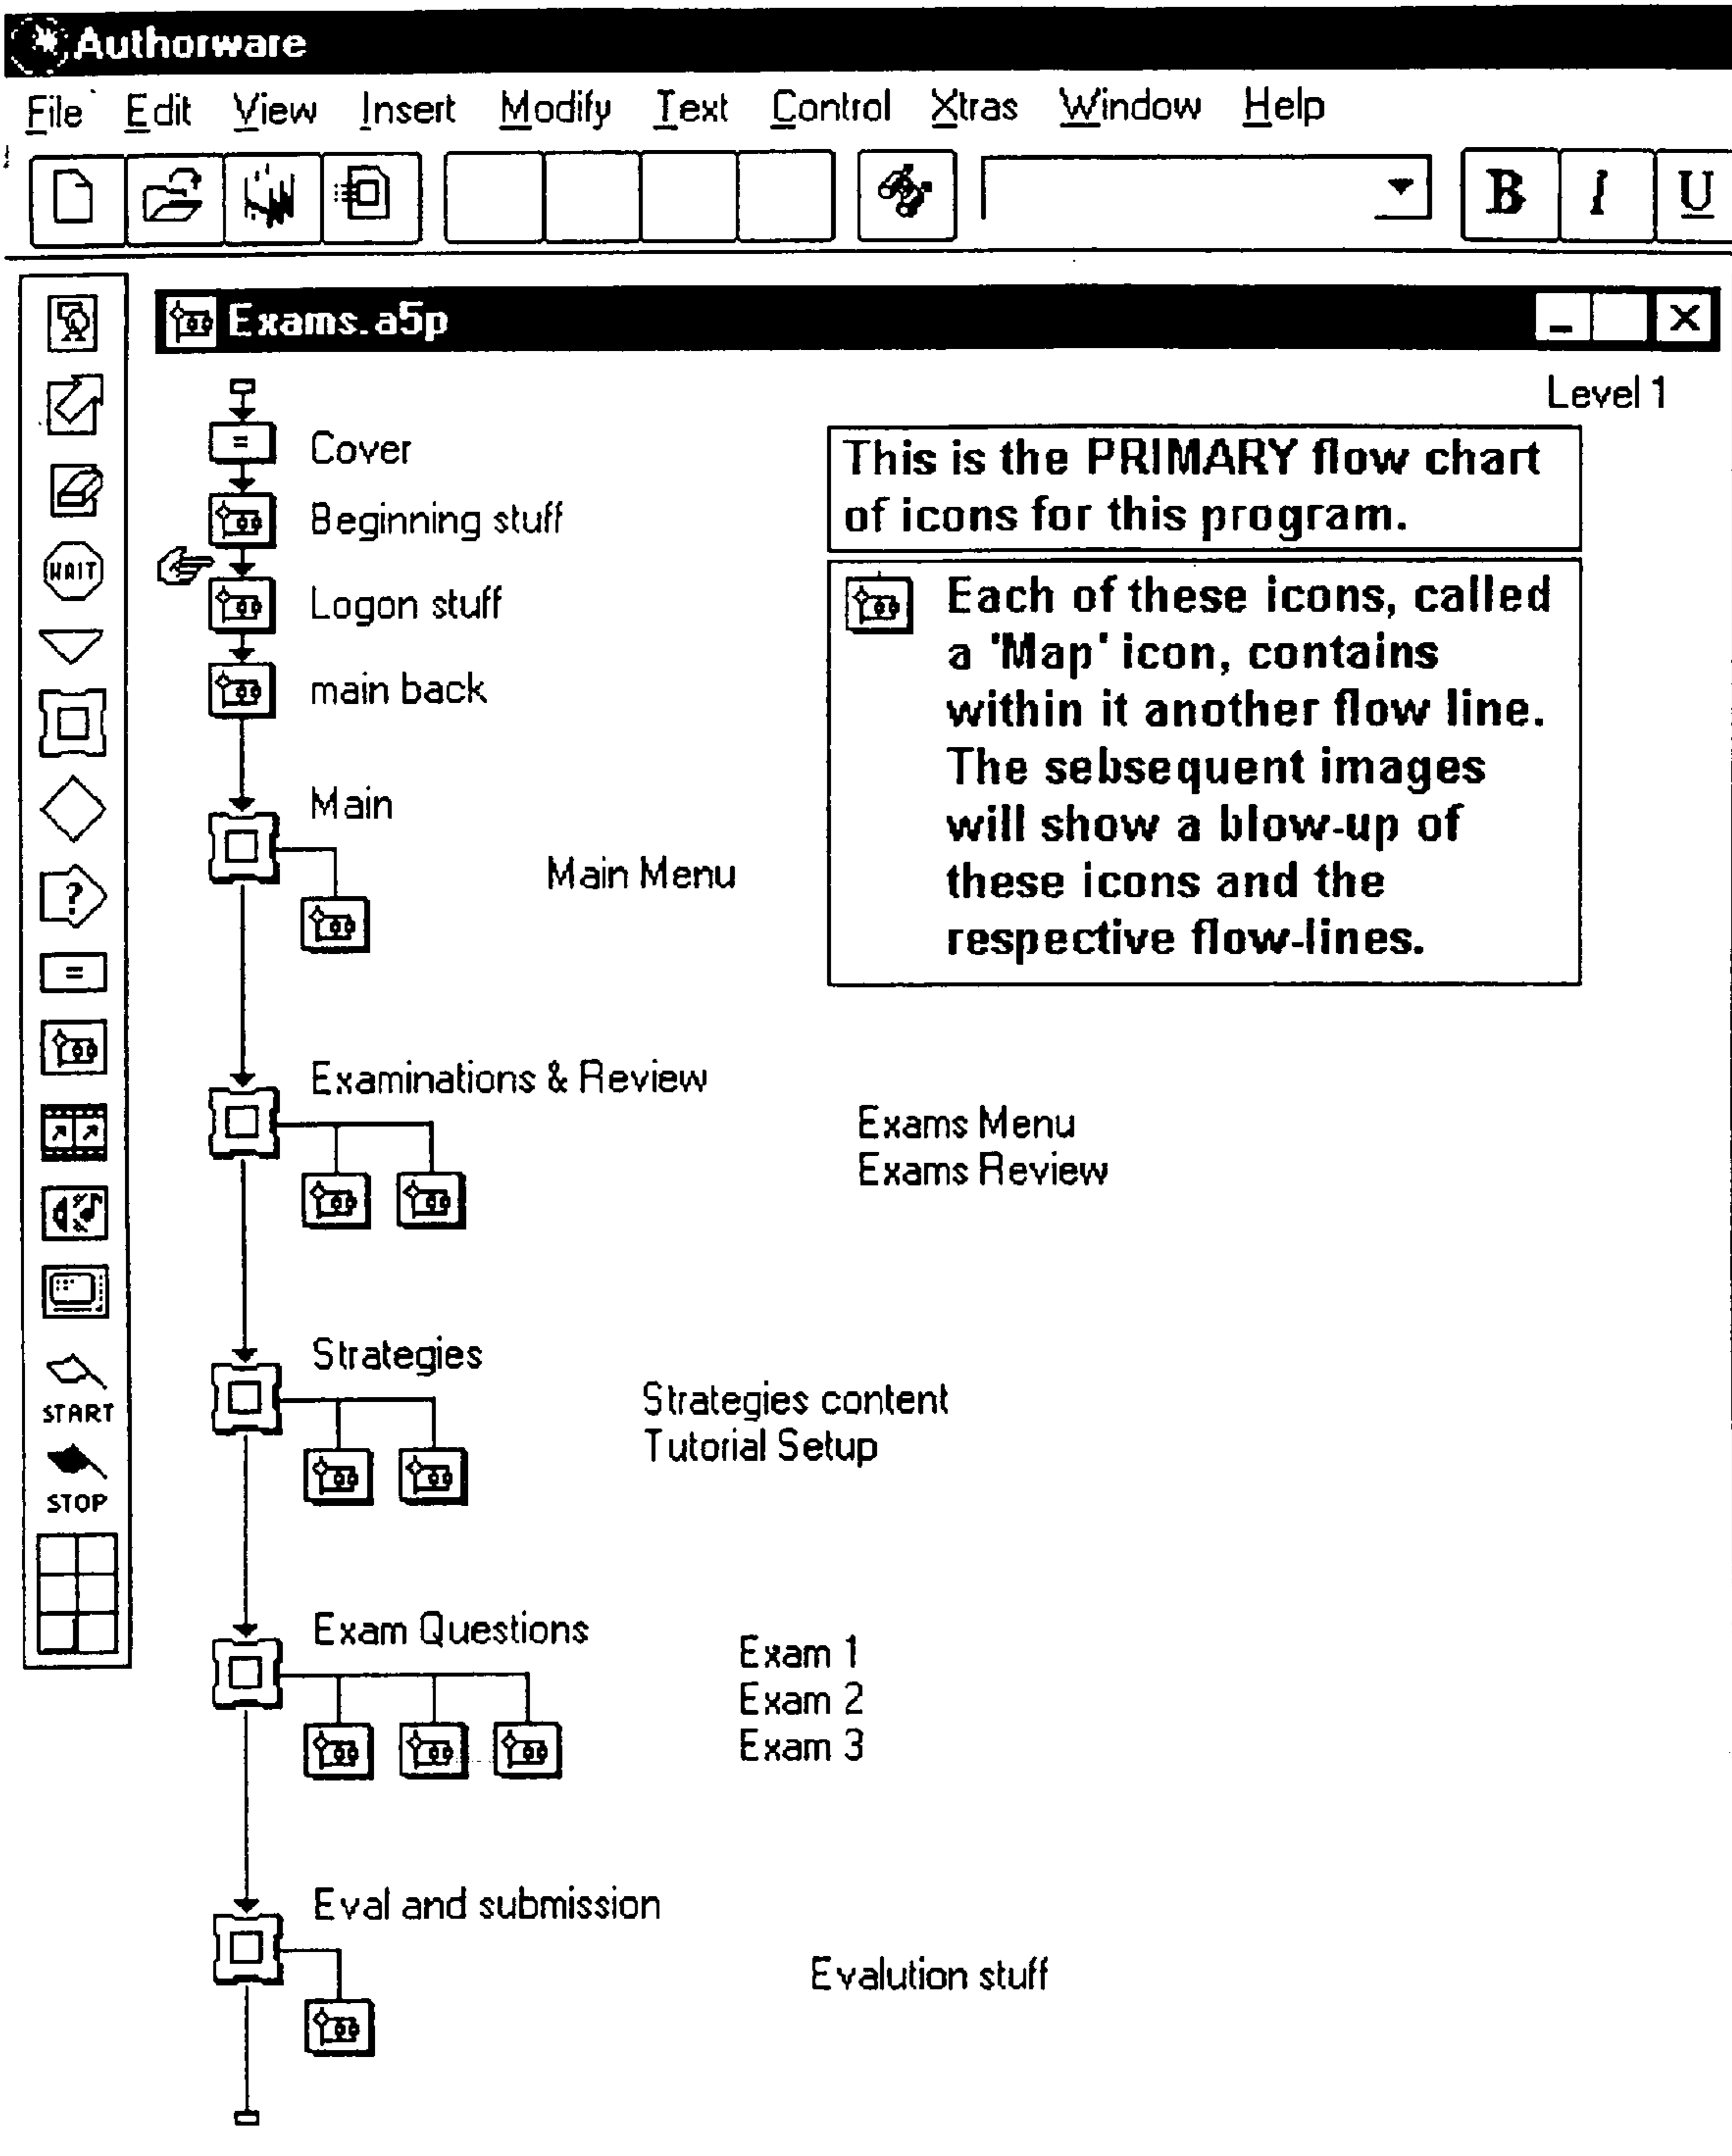 Authorware
File Edit View Insert Modify Text Control Xtras Window Help
B I U
Exams.a5p
Level 1
=
Cover
This is the PRIMARY flow chart
of icons for this program.
Beginning stuff
WAIT
Logon stuff
Each of these icons, called
a 'Map' icon, contains
within it another flow line.
The sebsequent images
will show a blow-up of
these icons and the
respective flow-lines.
main back
Main
Main Menu
?
=
Examinations & Review
Exams Menu
Exams Review
Strategies
START
Strategies content
Tutorial Setup
STOP
Exam Questions
Exam 1
Exam 2
Exam 3
Eval and submission
Evalution stuff